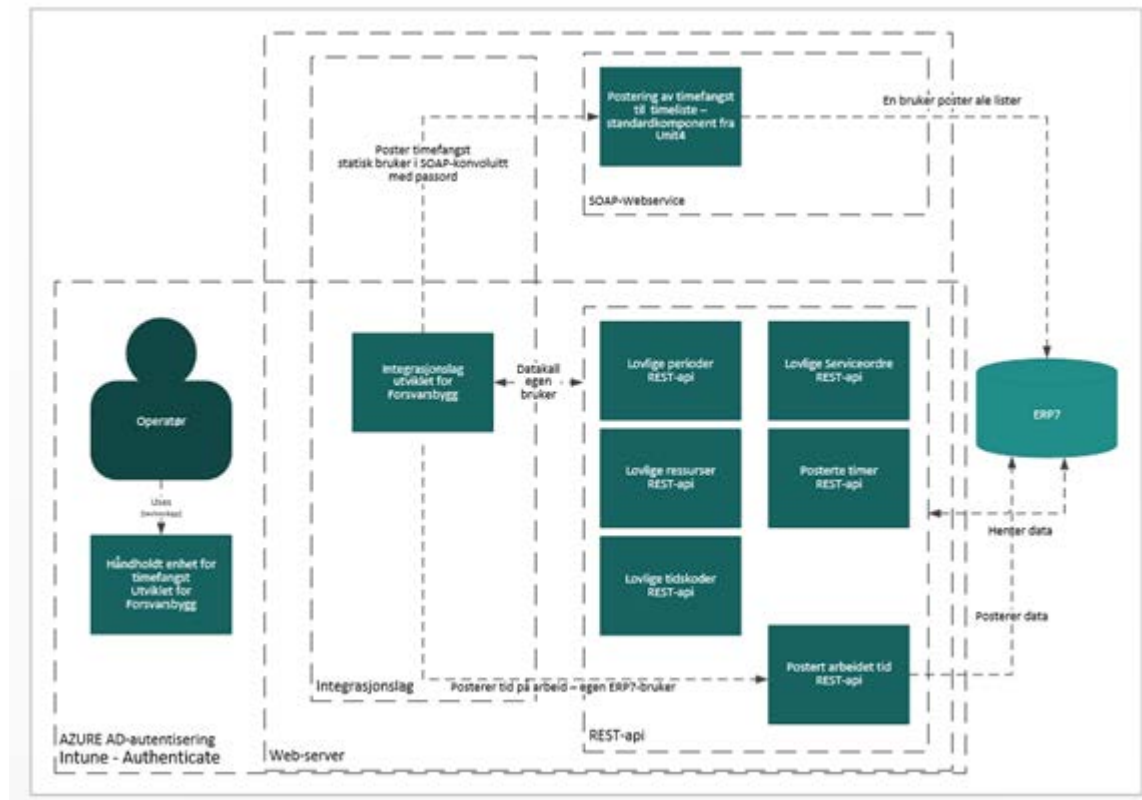 Postering av timefangst
til timeliste –
standardkomponent fra
Unit4
En bruker poster ale lister
Poster timefangst
statisk bruker i SOAP-konvoluitt
med passord
SOAP-Webservice
Operatør
Uses
Håndholdt enhet for
timefangst
Utviklet for
Forsvarsbygg
Integrasjonslag
utviklet for
Forsvarsbygg
Datakall
egen
bruker
Lovlige perioder
REST-api
Lovlige Serviceordre
REST-api
Lovlige ressurser
REST-api
Posterte timer
REST-api
Lovlige tidskoder
REST-api
Postert arbeidet tid
REST-api
ERP7
Henter data
Posterer data
Posterer tid på arbeid – egen ERP7-bruker
Integrasjonslag
REST-api
Web-server
AZURE AD-autentisering
Intune - Authenticate